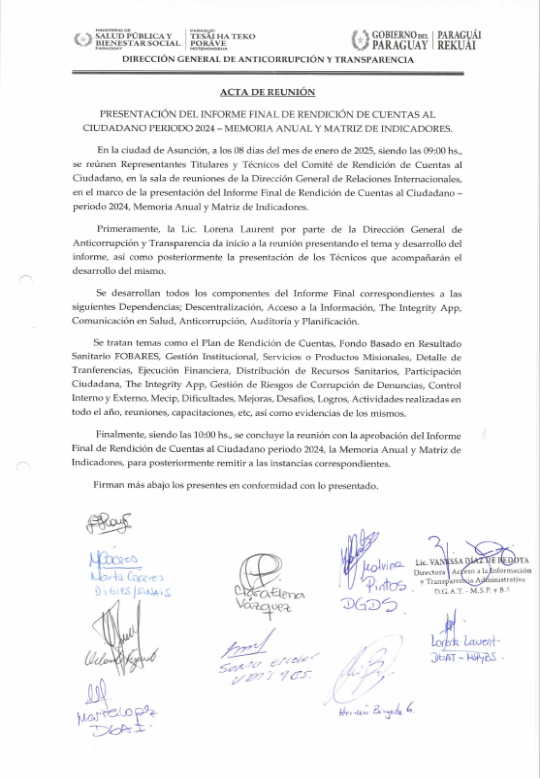 MINISTERIO DE
SALUD PÚBLICA Y
BIENESTAR SOCIAL
PARAGUAY
PARAGUÁI
TESÃI HA TEKO
PORÃVE
MOTENONDEHA
GOBIERNO DEL
PARAGUAY
PARAGUÁI
REKUÁI
DIRECCIÓN GENERAL DE ANTICORRUPCIÓN Y TRANSPARENCIA
ACTA DE REUNIÓN
PRESENTACIÓN DEL INFORME FINAL DE RENDICIÓN DE CUENTAS AL
CIUDADANO PERIODO 2024 – MEMORIA ANUAL Y MATRIZ DE INDICADORES.
En la ciudad de Asunción, a los 08 días del mes de enero de 2025, siendo las 09:00 hs.,
se reúnen Representantes Titulares y Técnicos del Comité de Rendición de Cuentas al
Ciudadano, en la sala de reuniones de la Dirección General de Relaciones Internacionales,
en el marco de la presentación del Informe Final de Rendición de Cuentas al Ciudadano –
periodo 2024, Memoria Anual y Matriz de Indicadores.
Primeramente, la Lic. Lorena Laurent por parte de la Dirección General de
Anticorrupción y Transparencia da inicio a la reunión presentando el tema y desarrollo del
informe, así como posteriormente la presentación de los Técnicos que acompañarán el
desarrollo del mismo.
Se desarrollan todos los componentes del Informe Final correspondientes a las
siguientes Dependencias; Descentralización, Acceso a la Información, The Integrity App,
Comunicación en Salud, Anticorrupción, Auditoría y Planificación.
Se tratan temas como el Plan de Rendición de Cuentas, Fondo Basado en Resultado
Sanitario FOBARES, Gestión Institucional, Servicios o Productos Misionales, Detalle de
Tranferencias, Ejecución Financiera, Distribución de Recursos Sanitarios, Participación
Ciudadana, The Integrity App, Gestión de Riesgos de Corrupción de Denuncias, Control
Interno y Externo, Mecip, Dificultades, Mejoras, Desafíos, Logros, Actividades realizadas en
todo el año, reuniones, capacitaciones, etc, así como evidencias de los mismos.
Finalmente, siendo las 10:00 hs., se concluye la reunión con la aprobación del Informe
Final de Rendición de Cuentas al Ciudadano periodo 2024, la Memoria Anual y Matriz de
Indicadores, para posteriormente remitir a las instancias correspondientes.
Firman más abajo los presentes en conformidad con lo presentado.
Marta Caceres
DIGIES/SINAIS
Clara Elena
Vázquez
Malvina
Pintos
DGDS
Lic. VANESSA DÍAZ DE BEDOYA
Directora Acceso a la Información
y Transparencia Administrativa
D.G.A.T. - M.S.P. y B.S
Lorena Laurent
DGAT - MSPyBS
Marta Lopez
DGAI
Hernán